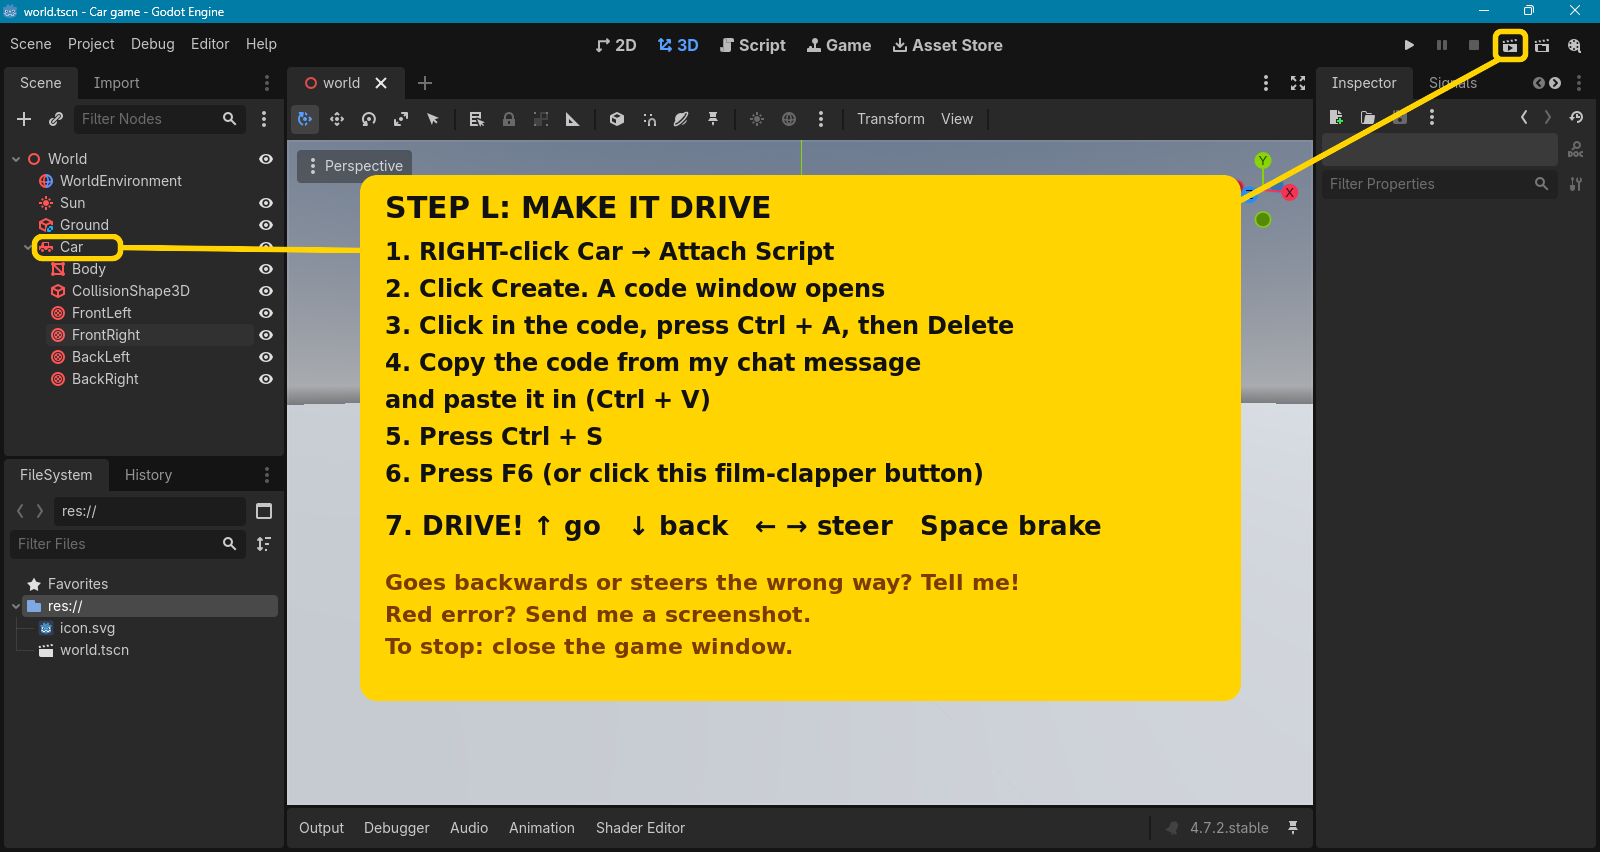 world.tscn - Car game - Godot Engine
Scene Project Debug Editor Help
2D 3D Script Game Asset Store
Scene Import
Filter Nodes
World
WorldEnvironment
Sun
Ground
Car
Body
CollisionShape3D
FrontLeft
FrontRight
BackLeft
BackRight
FileSystem History
res://
Filter Files
Favorites
res://
icon.svg
world.tscn
world
Transform View
Perspective
Y
X
STEP L: MAKE IT DRIVE
1. RIGHT-click Car → Attach Script
2. Click Create. A code window opens
3. Click in the code, press Ctrl + A, then Delete
4. Copy the code from my chat message
and paste it in (Ctrl + V)
5. Press Ctrl + S
6. Press F6 (or click this film-clapper button)
7. DRIVE! ↑ go ↓ back ← → steer Space brake
Goes backwards or steers the wrong way? Tell me!
Red error? Send me a screenshot.
To stop: close the game window.
Output Debugger Audio Animation Shader Editor
4.7.2.stable
Inspector Signals
DOC
Filter Properties